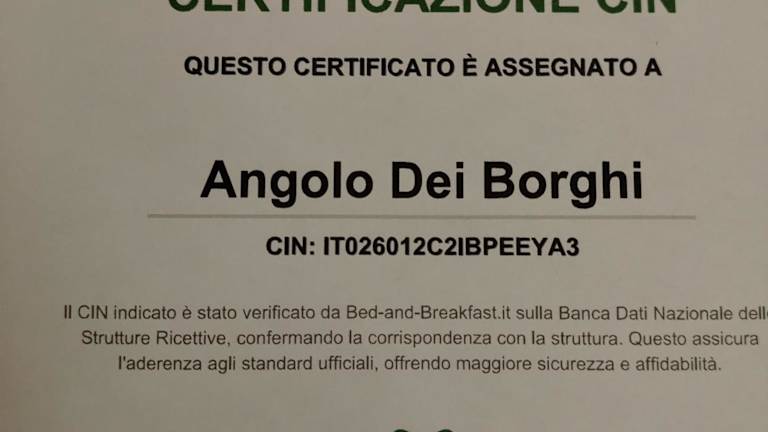 CERTIFICAZIONE CIN
QUESTO CERTIFICATO È ASSEGNATO A
Angolo Dei Borghi
CIN: IT026012C2IBPEEYA3
Il CIN indicato è stato verificato da Bed-and-Breakfast.it sulla Banca Dati Nazionale delle
Strutture Ricettive, confermando la corrispondenza con la struttura. Questo assicura
l'aderenza agli standard ufficiali, offrendo maggiore sicurezza e affidabilità.